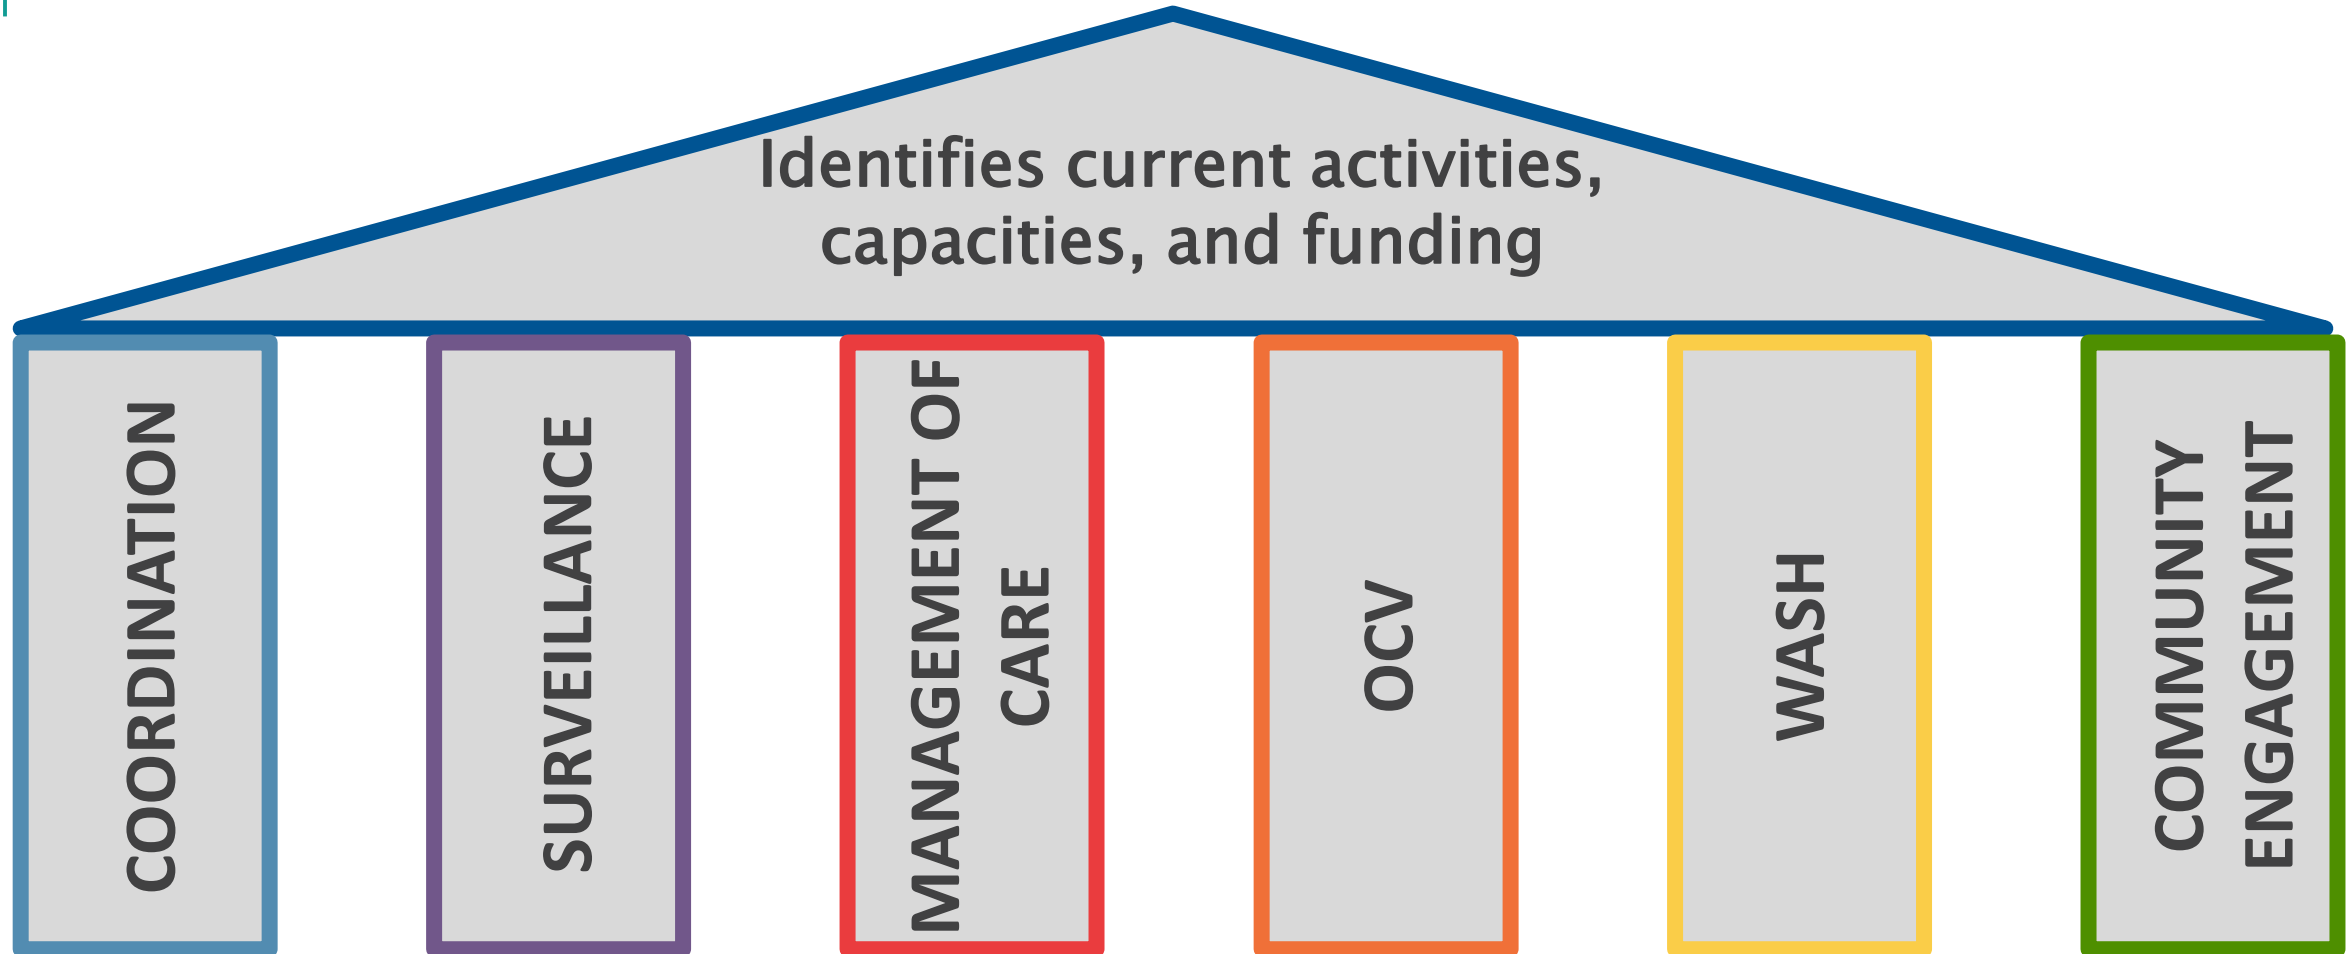 Identifies current activities,
capacities, and funding
COORDINATION
SURVEILLANCE
MANAGEMENT OF
CARE
OCV
WASH
COMMUNITY
ENGAGEMENT